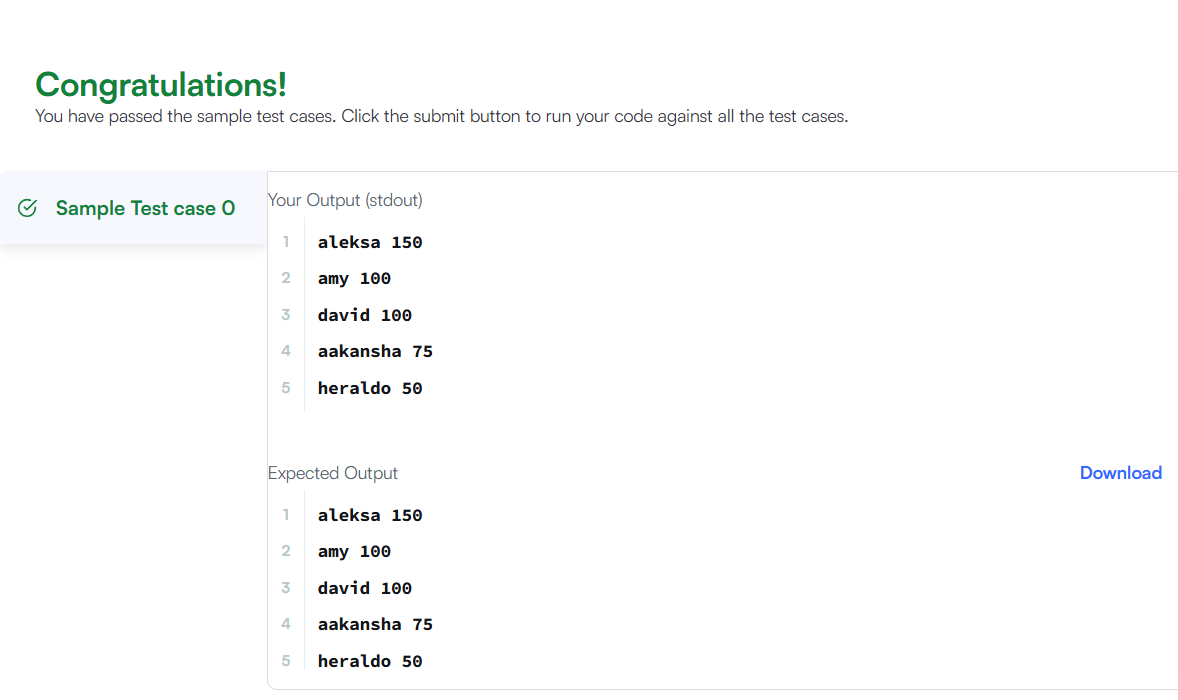 Congratulations!
You have passed the sample test cases. Click the submit button to run your code against all the test cases.
Sample Test case 0
Your Output (stdout)
1 aleksa 150
2 amy 100
3 david 100
4 aakansha 75
5 heraldo 50
Expected Output Download
1 aleksa 150
2 amy 100
3 david 100
4 aakansha 75
5 heraldo 50